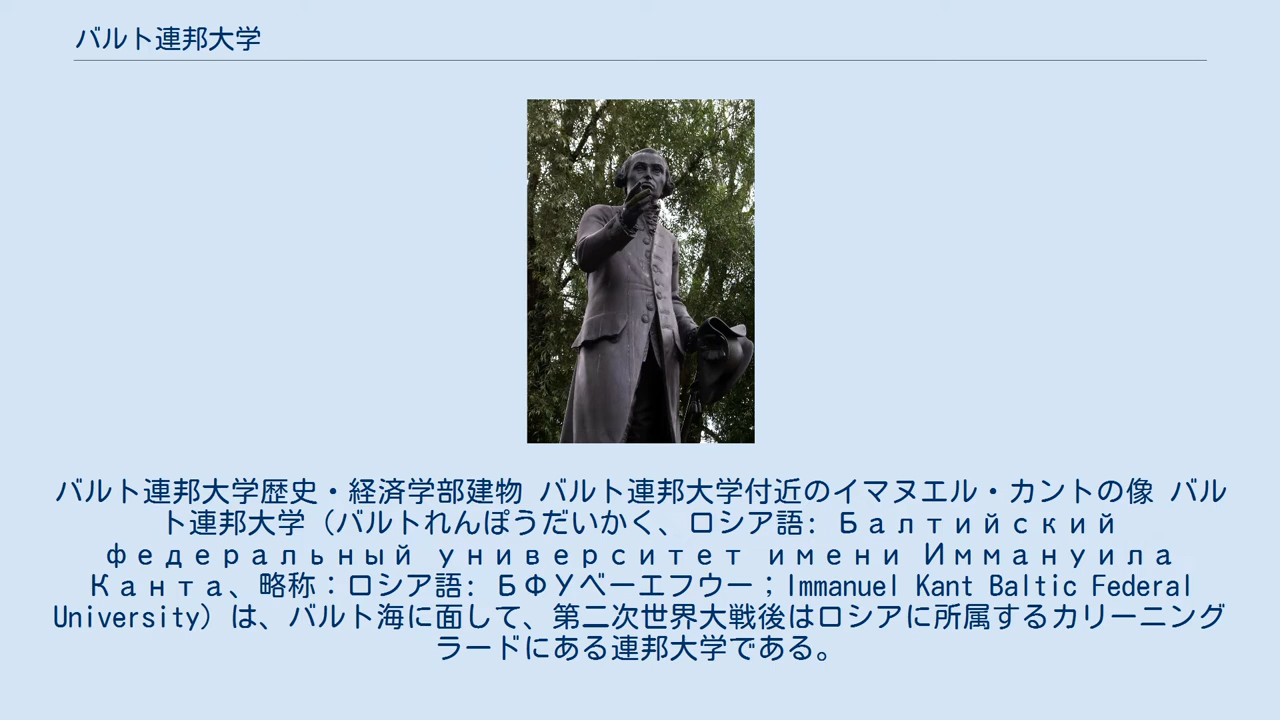 バルト連邦大学
バルト連邦大学歴史・経済学部建物 バルト連邦大学付近のイマヌエル・カントの像 バル
ト連邦大学（バルトれんぽうだいかく、ロシア語: Балтийский
федеральный университет имени Иммануила
Канта、略称：ロシア語: БФУベーエフウー；Immanuel Kant Baltic Federal
University）は、バルト海に面して、第二次世界大戦後はロシアに所属するカリーニング
ラードにある連邦大学である。